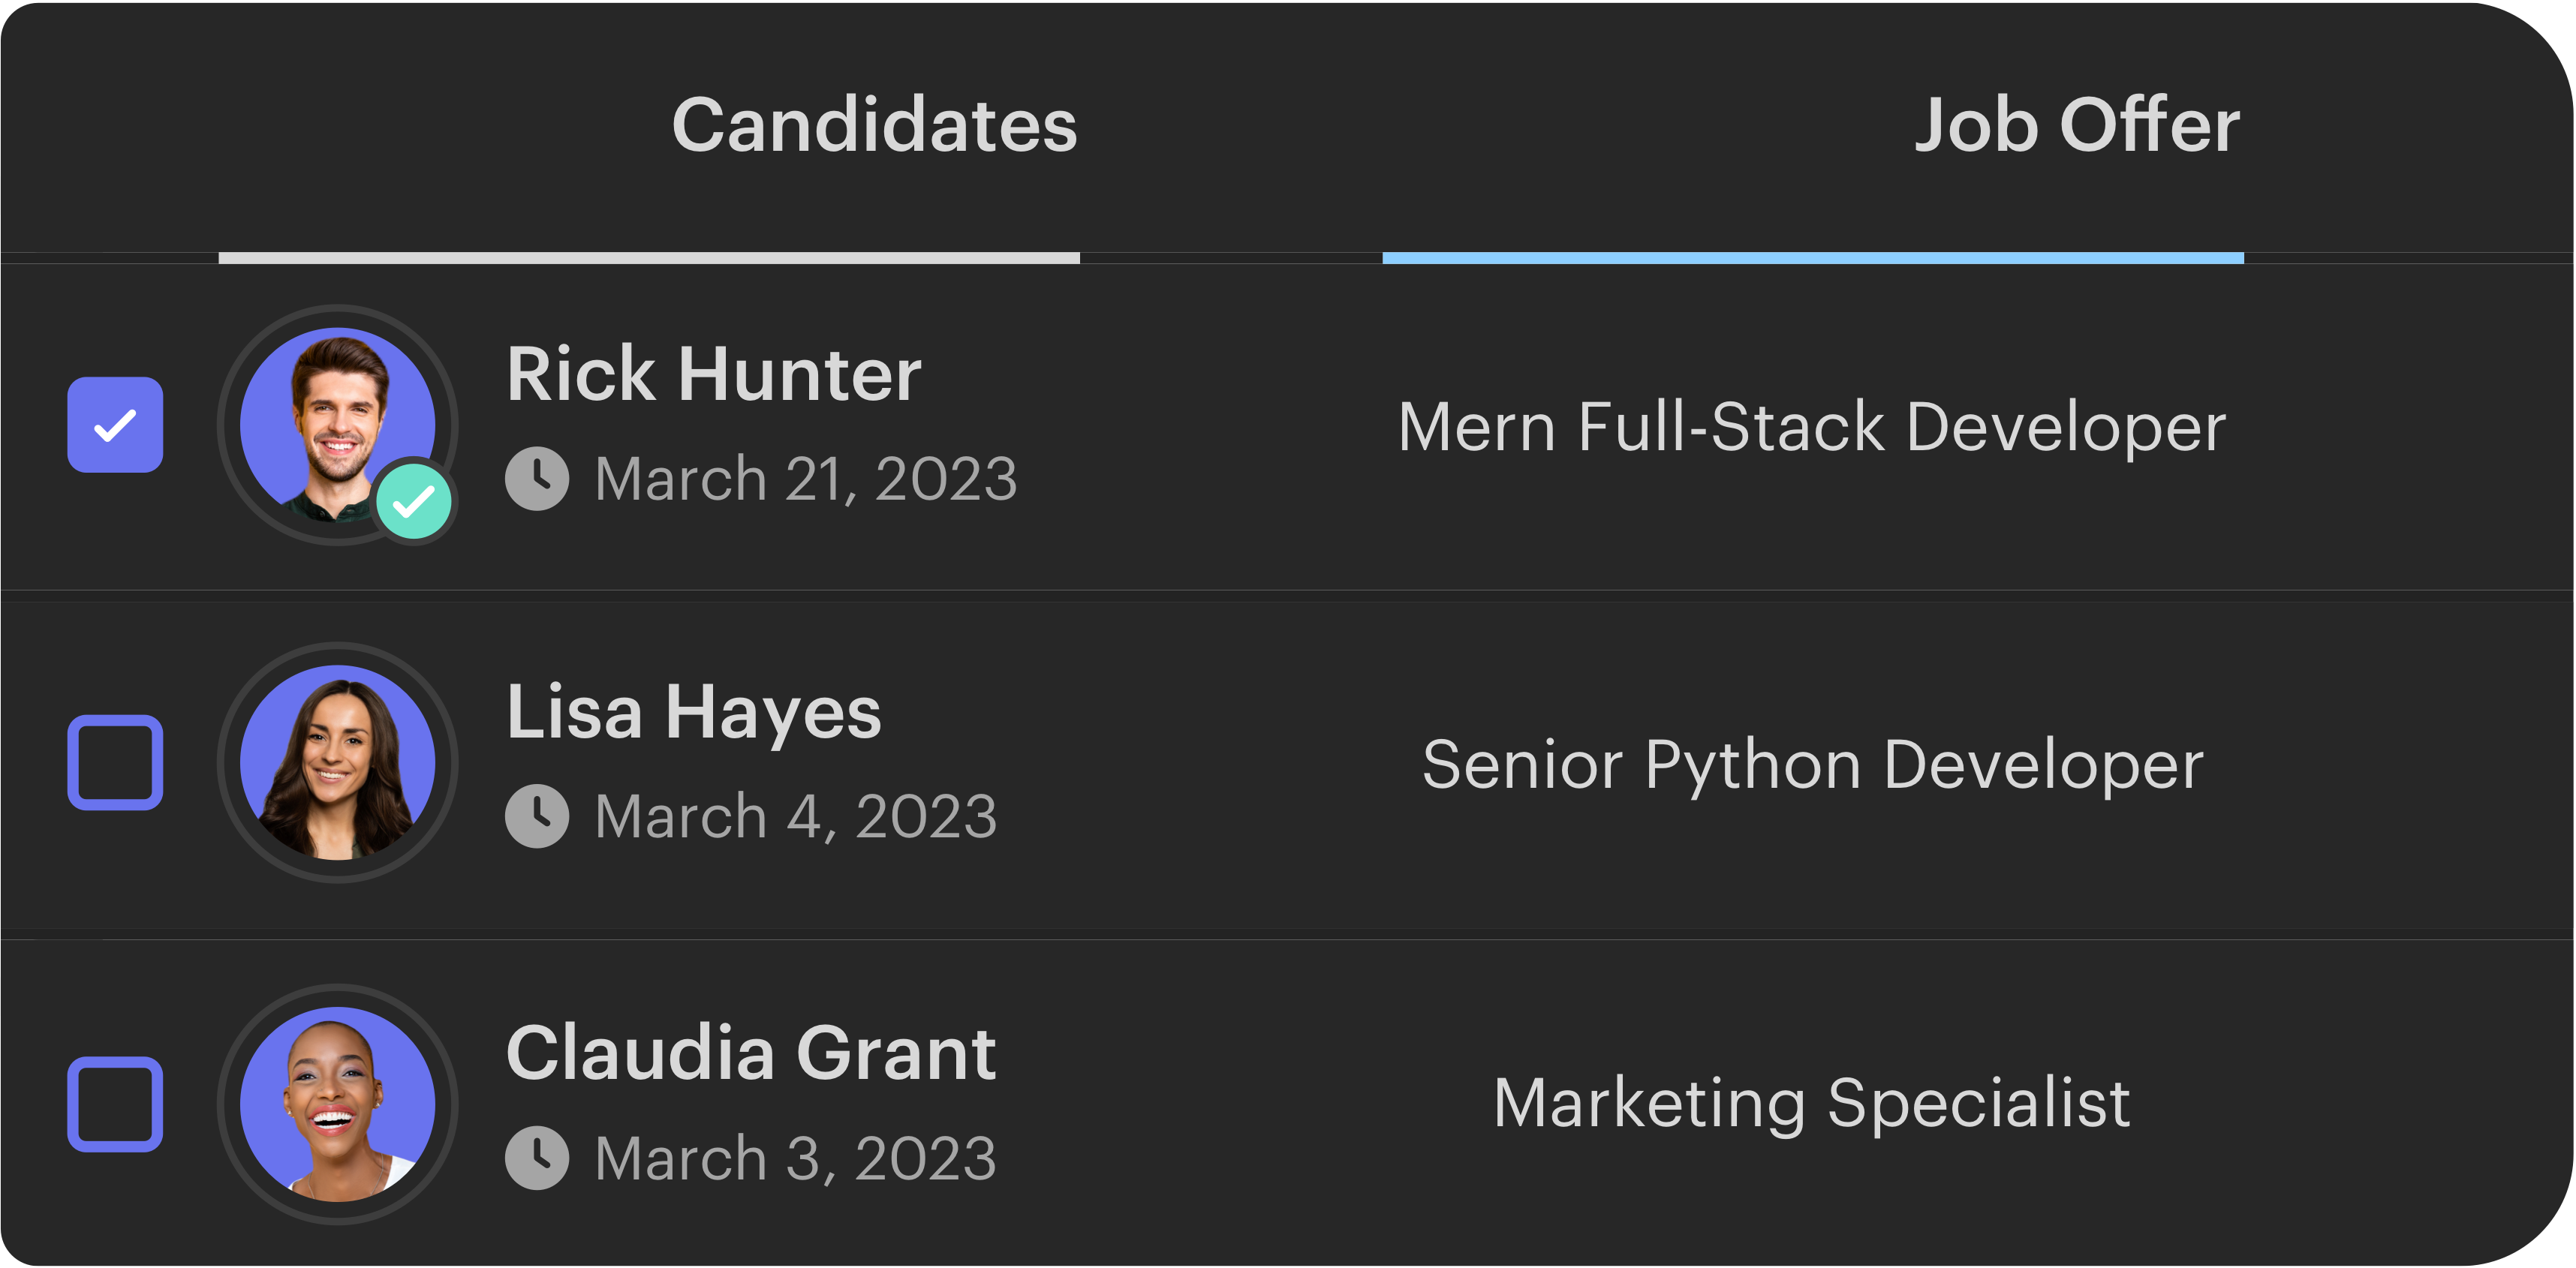 Candidates
Job Offer
Rick Hunter
March 21, 2023
Mern Full-Stack Developer
Lisa Hayes
March 4, 2023
Senior Python Developer
Claudia Grant
March 3, 2023
Marketing Specialist